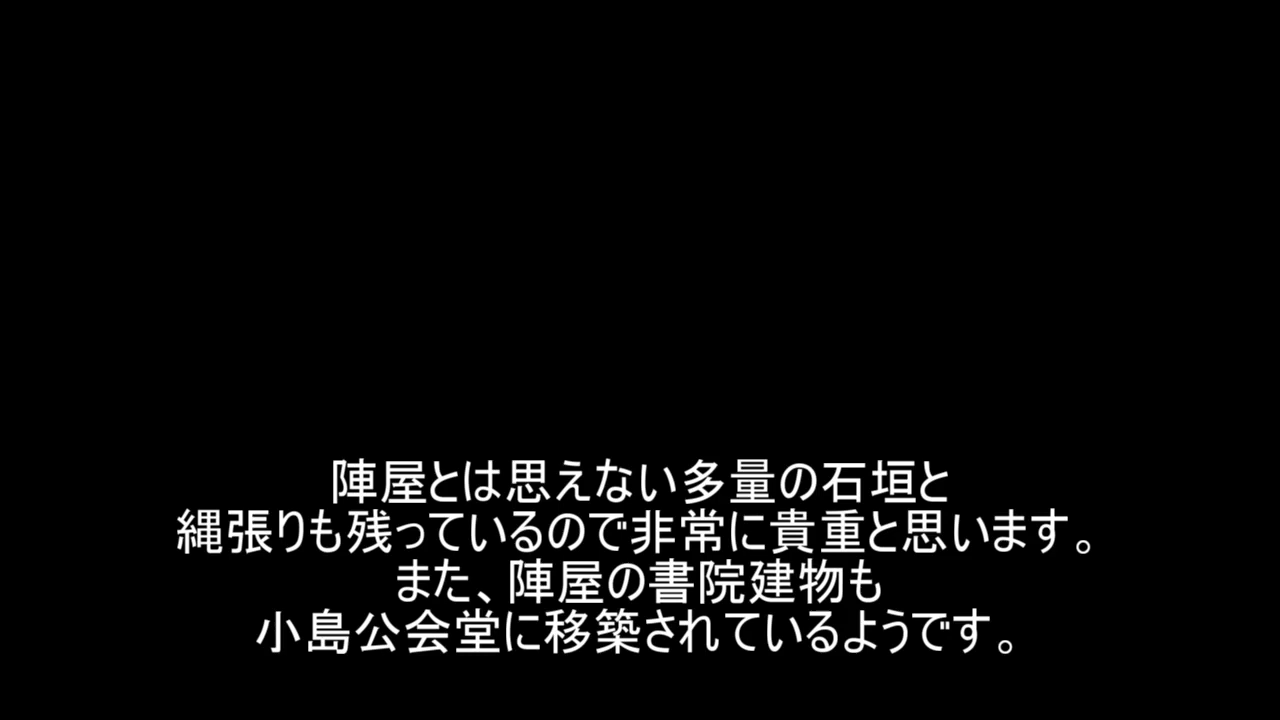 陣屋とは思えない多量の石垣と
縄張りも残っているので非常に貴重と思います。
また、陣屋の書院建物も
小島公会堂に移築されているようです。